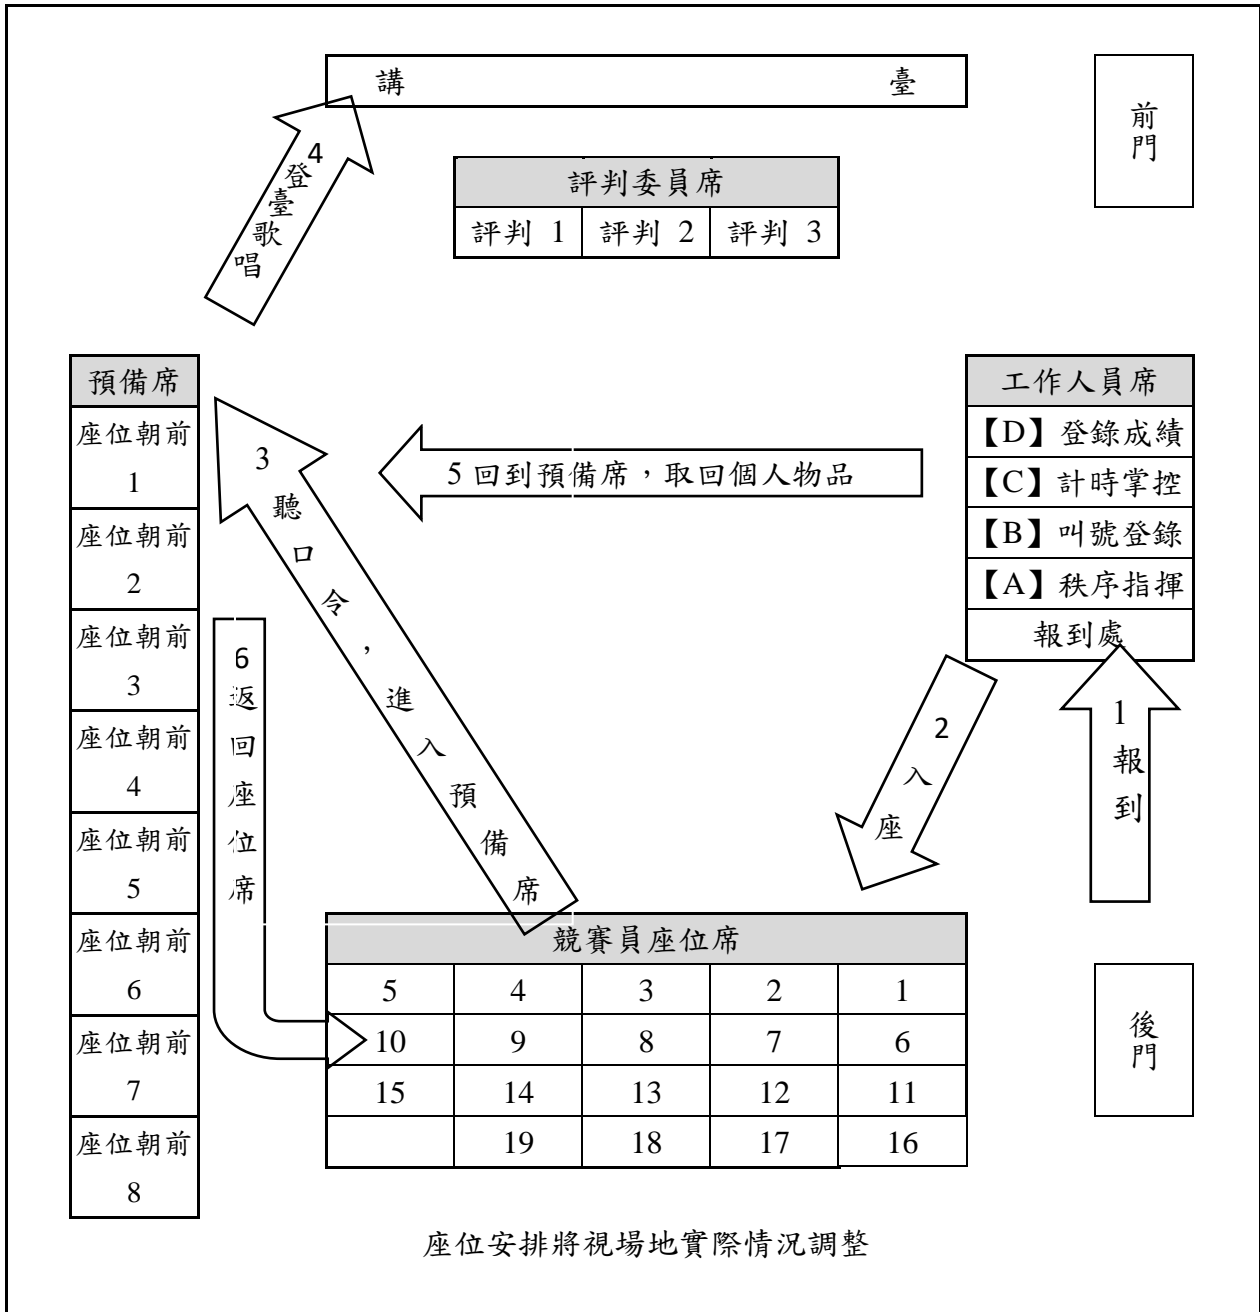 講 臺
前門
4 登臺歌唱
評判委員席
評判 1 評判 2 評判 3
預備席
座位朝前
1
座位朝前
2
座位朝前
3
座位朝前
4
座位朝前
5
座位朝前
6
座位朝前
7
座位朝前
8
3 聽口令，進入預備席
5 回到預備席，取回個人物品
工作人員席
【D】登錄成績
【C】計時掌控
【B】叫號登錄
【A】秩序指揮
報到處
6 返回座位席
2 入座
1 報到
競賽員座位席
5 4 3 2 1
10 9 8 7 6
15 14 13 12 11
19 18 17 16
後門
座位安排將視場地實際情況調整